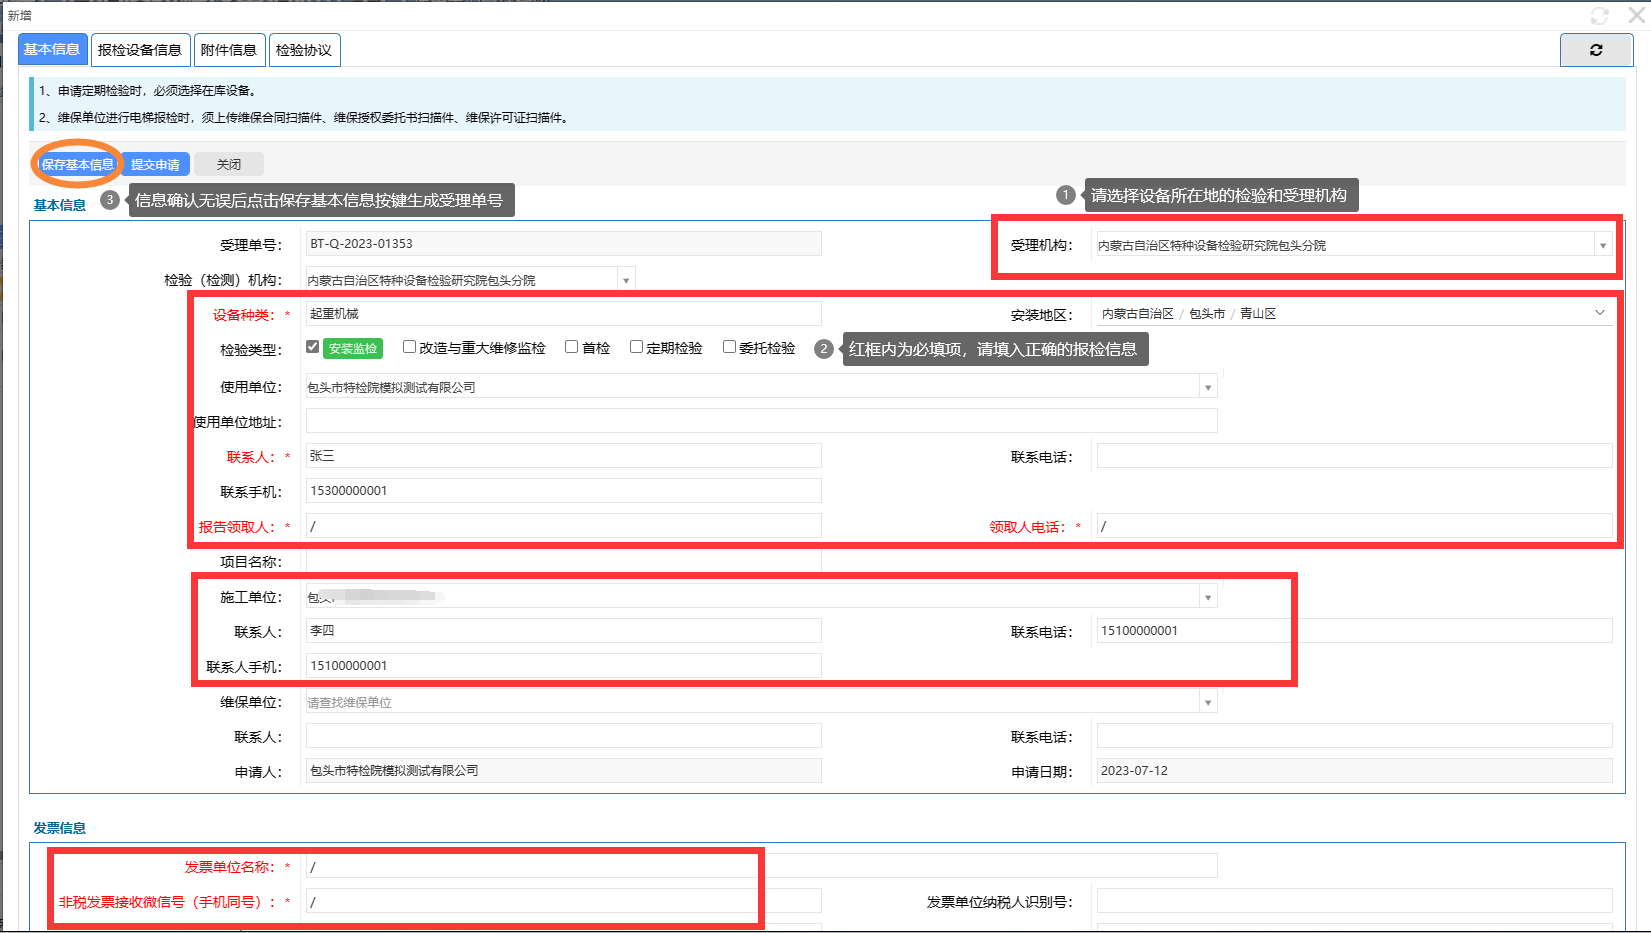 新增
基本信息 报检设备信息 附件信息 检验协议
1、申请定期检验时，必须选择在库设备。
2、维保单位进行电梯报检时，须上传维保合同扫描件、维保授权委托书扫描件、维保许可证扫描件。
保存基本信息 提交申请 关闭
基本信息 3 信息确认无误后点击保存基本信息按键生成受理单号 1 请选择设备所在地的检验和受理机构
受理单号： BT-Q-2023-01353 受理机构： 内蒙古自治区特种设备检验研究院包头分院
检验（检测）机构： 内蒙古自治区特种设备检验研究院包头分院
设备种类：* 起重机械 安装地区： 内蒙古自治区 / 包头市 / 青山区
检验类型： 安装监检 改造与重大维修监检 首检 定期检验 委托检验 2 红框内为必填项，请填入正确的报检信息
使用单位： 包头市特检院模拟测试有限公司
使用单位地址：
联系人：* 张三 联系电话：
联系手机： 15300000001
报告领取人：* / 领取人电话：* /
项目名称：
施工单位： 包
联系人： 李四 联系电话： 15100000001
联系人手机： 15100000001
维保单位： 请查找维保单位
联系人： 联系电话：
申请人： 包头市特检院模拟测试有限公司 申请日期： 2023-07-12
发票信息
发票单位名称：* /
非税发票接收微信号（手机同号）：* / 发票单位纳税人识别号：